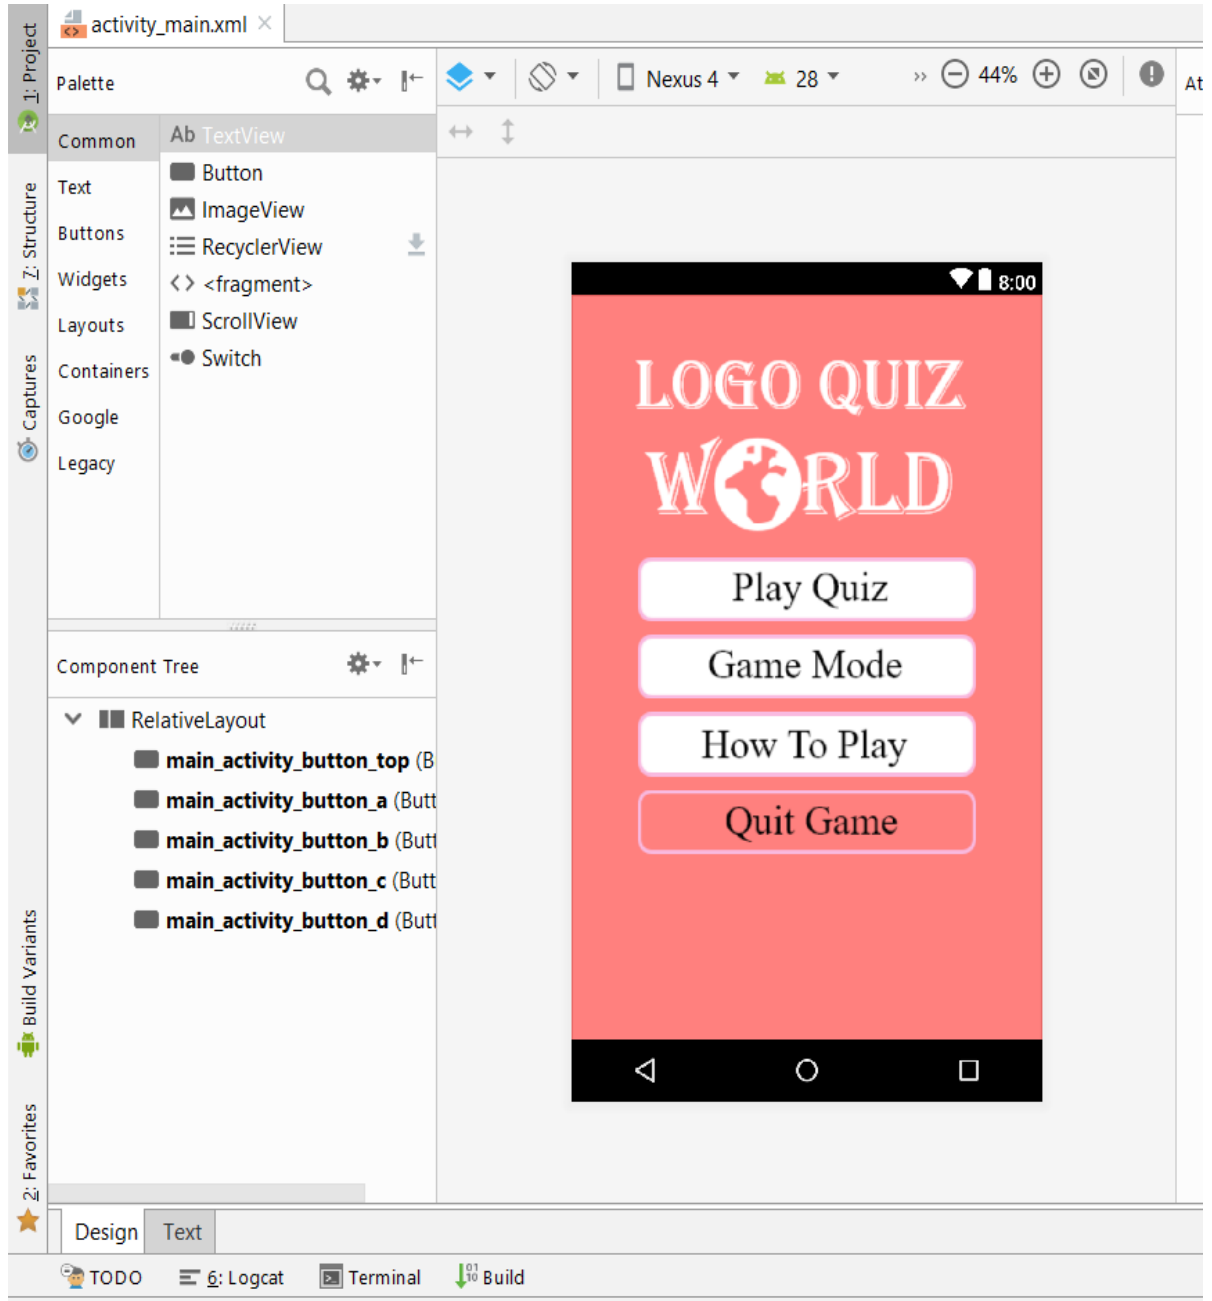 activity_main.xml
1: Project
Z: Structure
Captures
Build Variants
2: Favorites
Palette
Common
Text
Buttons
Widgets
Layouts
Containers
Google
Legacy
Ab TextView
Button
ImageView
RecyclerView
<fragment>
ScrollView
Switch
Nexus 4
28
44%
At
8:00
LOGO QUIZ
WORLD
Play Quiz
Game Mode
How To Play
Quit Game
Component Tree
RelativeLayout
main_activity_button_top (B
main_activity_button_a (Butt
main_activity_button_b (Butt
main_activity_button_c (Butt
main_activity_button_d (Butt
Design Text
TODO 6: Logcat Terminal Build